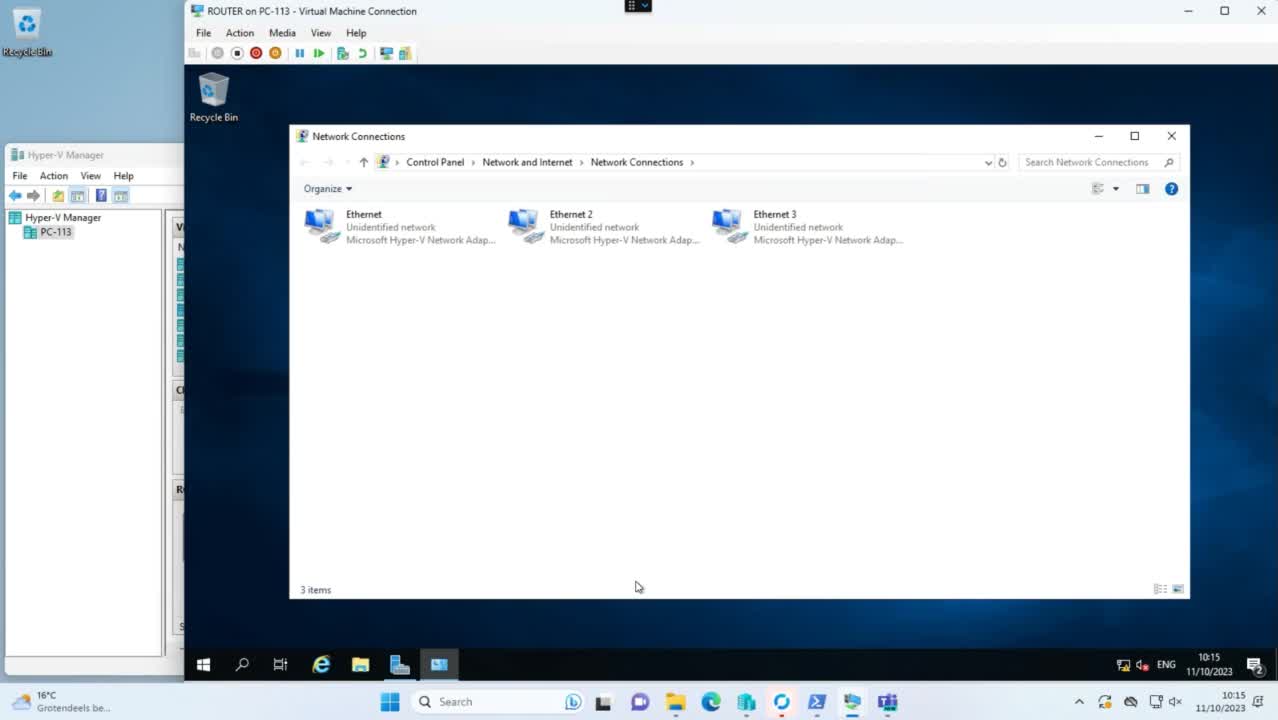 Recycle Bin
ROUTER on PC-113 - Virtual Machine Connection
File Action Media View Help
Recycle Bin
Hyper-V Manager
File Action View Help
Hyper-V Manager
PC-113
Network Connections
Control Panel > Network and Internet > Network Connections >
Search Network Connections
Organize
Ethernet
Unidentified network
Microsoft Hyper-V Network Adap...
Ethernet 2
Unidentified network
Microsoft Hyper-V Network Adap...
Ethernet 3
Unidentified network
Microsoft Hyper-V Network Adap...
3 items
ENG
10:15
11/10/2023
2
16°C
Grotendeels be...
Search
10:15
11/10/2023